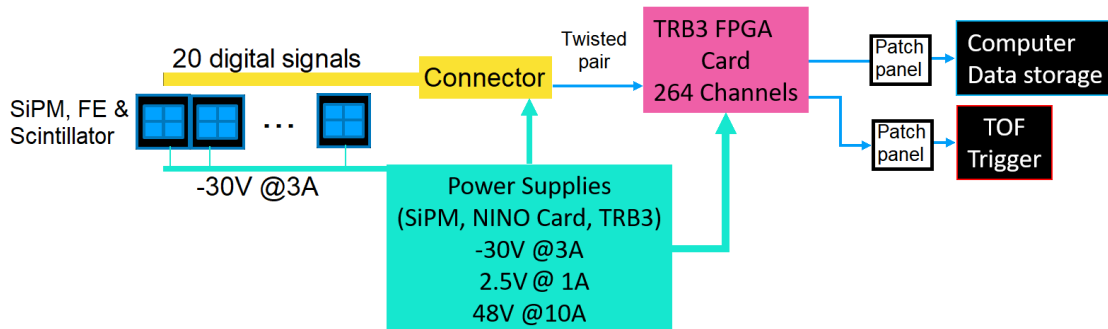 20 digital signals
SiPM, FE &
Scintillator
...
-30V @3A
Connector
Twisted
pair
TRB3 FPGA
Card
264 Channels
Patch
panel
Computer
Data storage
Patch
panel
TOF
Trigger
Power Supplies
(SiPM, NINO Card, TRB3)
-30V @3A
2.5V @ 1A
48V @10A